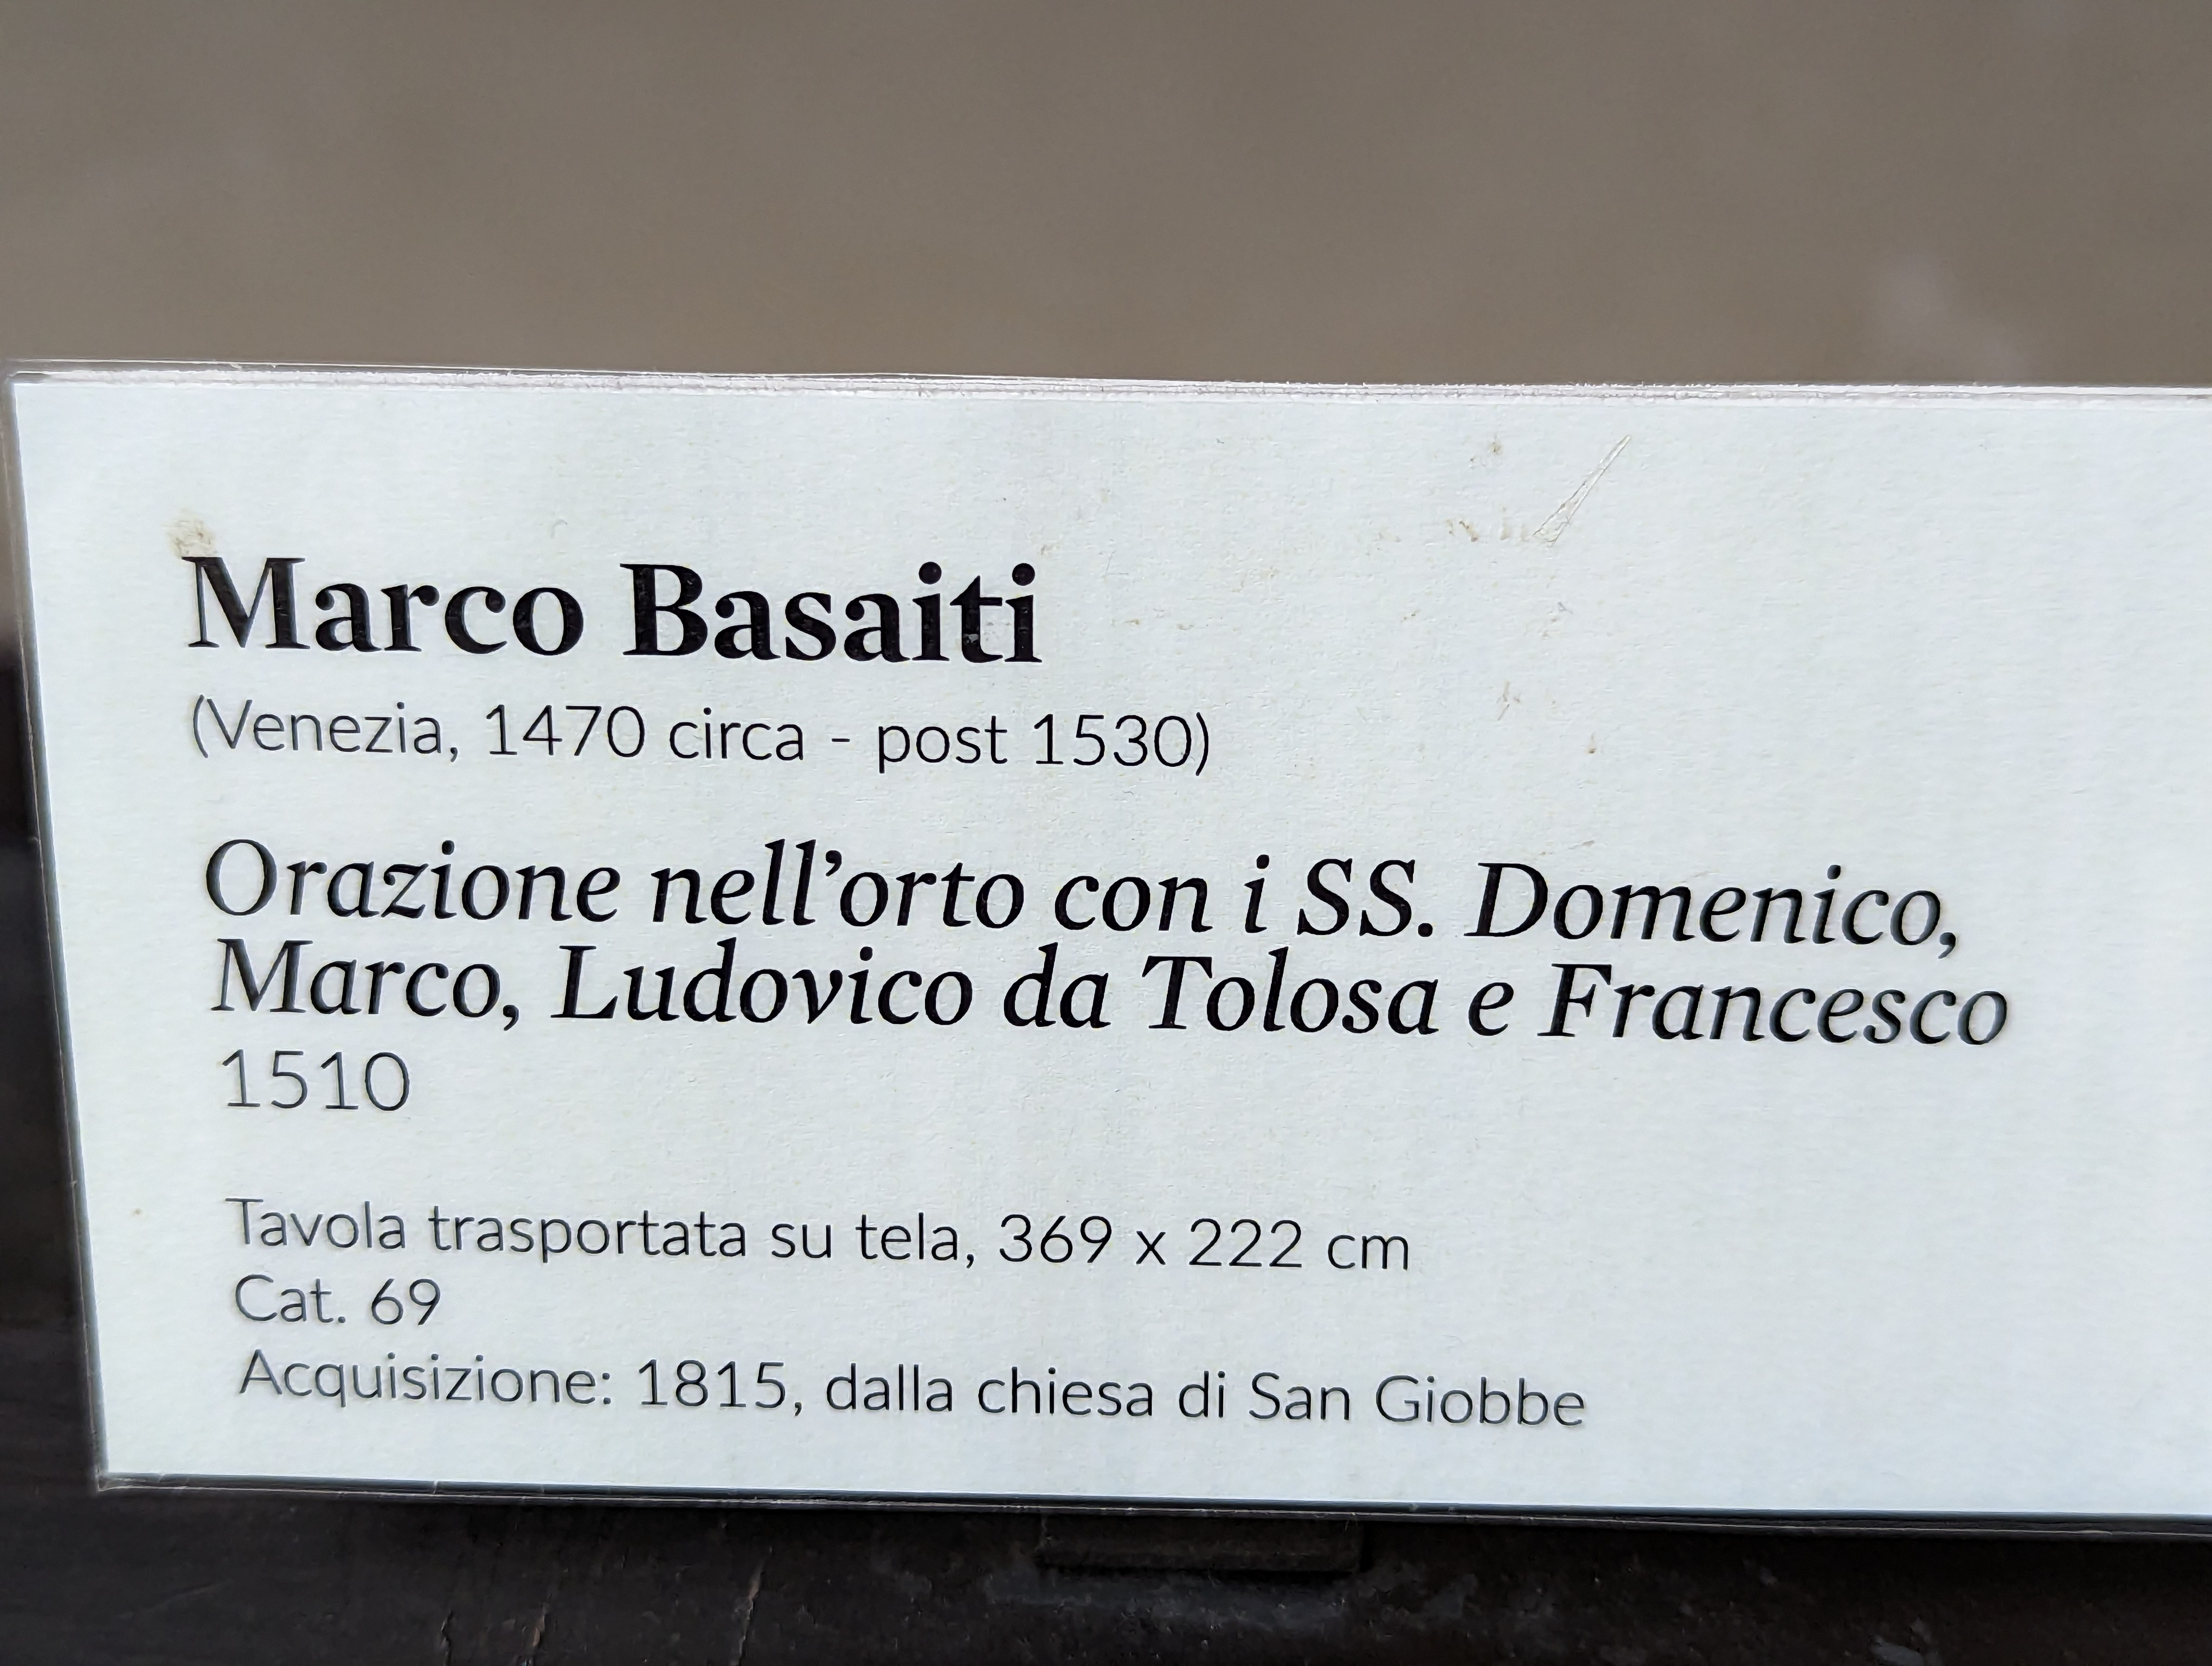 Marco Basaiti
(Venezia, 1470 circa - post 1530)
Orazione nell’orto con i SS. Domenico,
Marco, Ludovico da Tolosa e Francesco
1510
Tavola trasportata su tela, 369 x 222 cm
Cat. 69
Acquisizione: 1815, dalla chiesa di San Giobbe